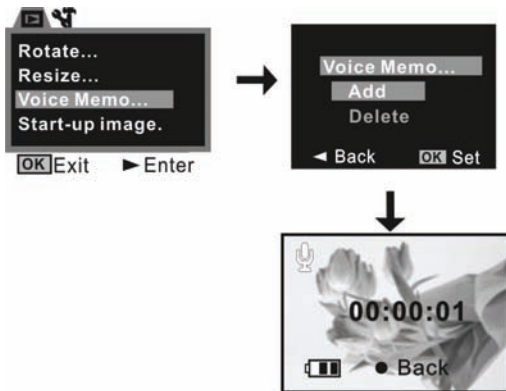 Rotate...
Resize...
Voice Memo...
Start-up image.
OK Exit ► Enter
Voice Memo...
Add
Delete
◄ Back OK Set
00:00:01
● Back